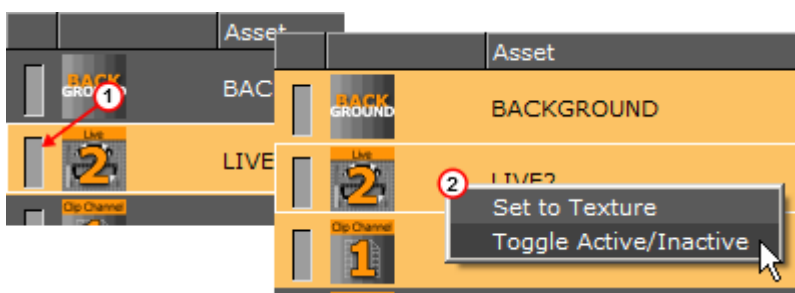 Asset
BACK
GROUND
BAC
1
Live
2
LIVE
Clip Channel
Asset
BACK
GROUND
BACKGROUND
Live
2
LIVE2
2
Set to Texture
Toggle Active/Inactive
Clip Channel
1